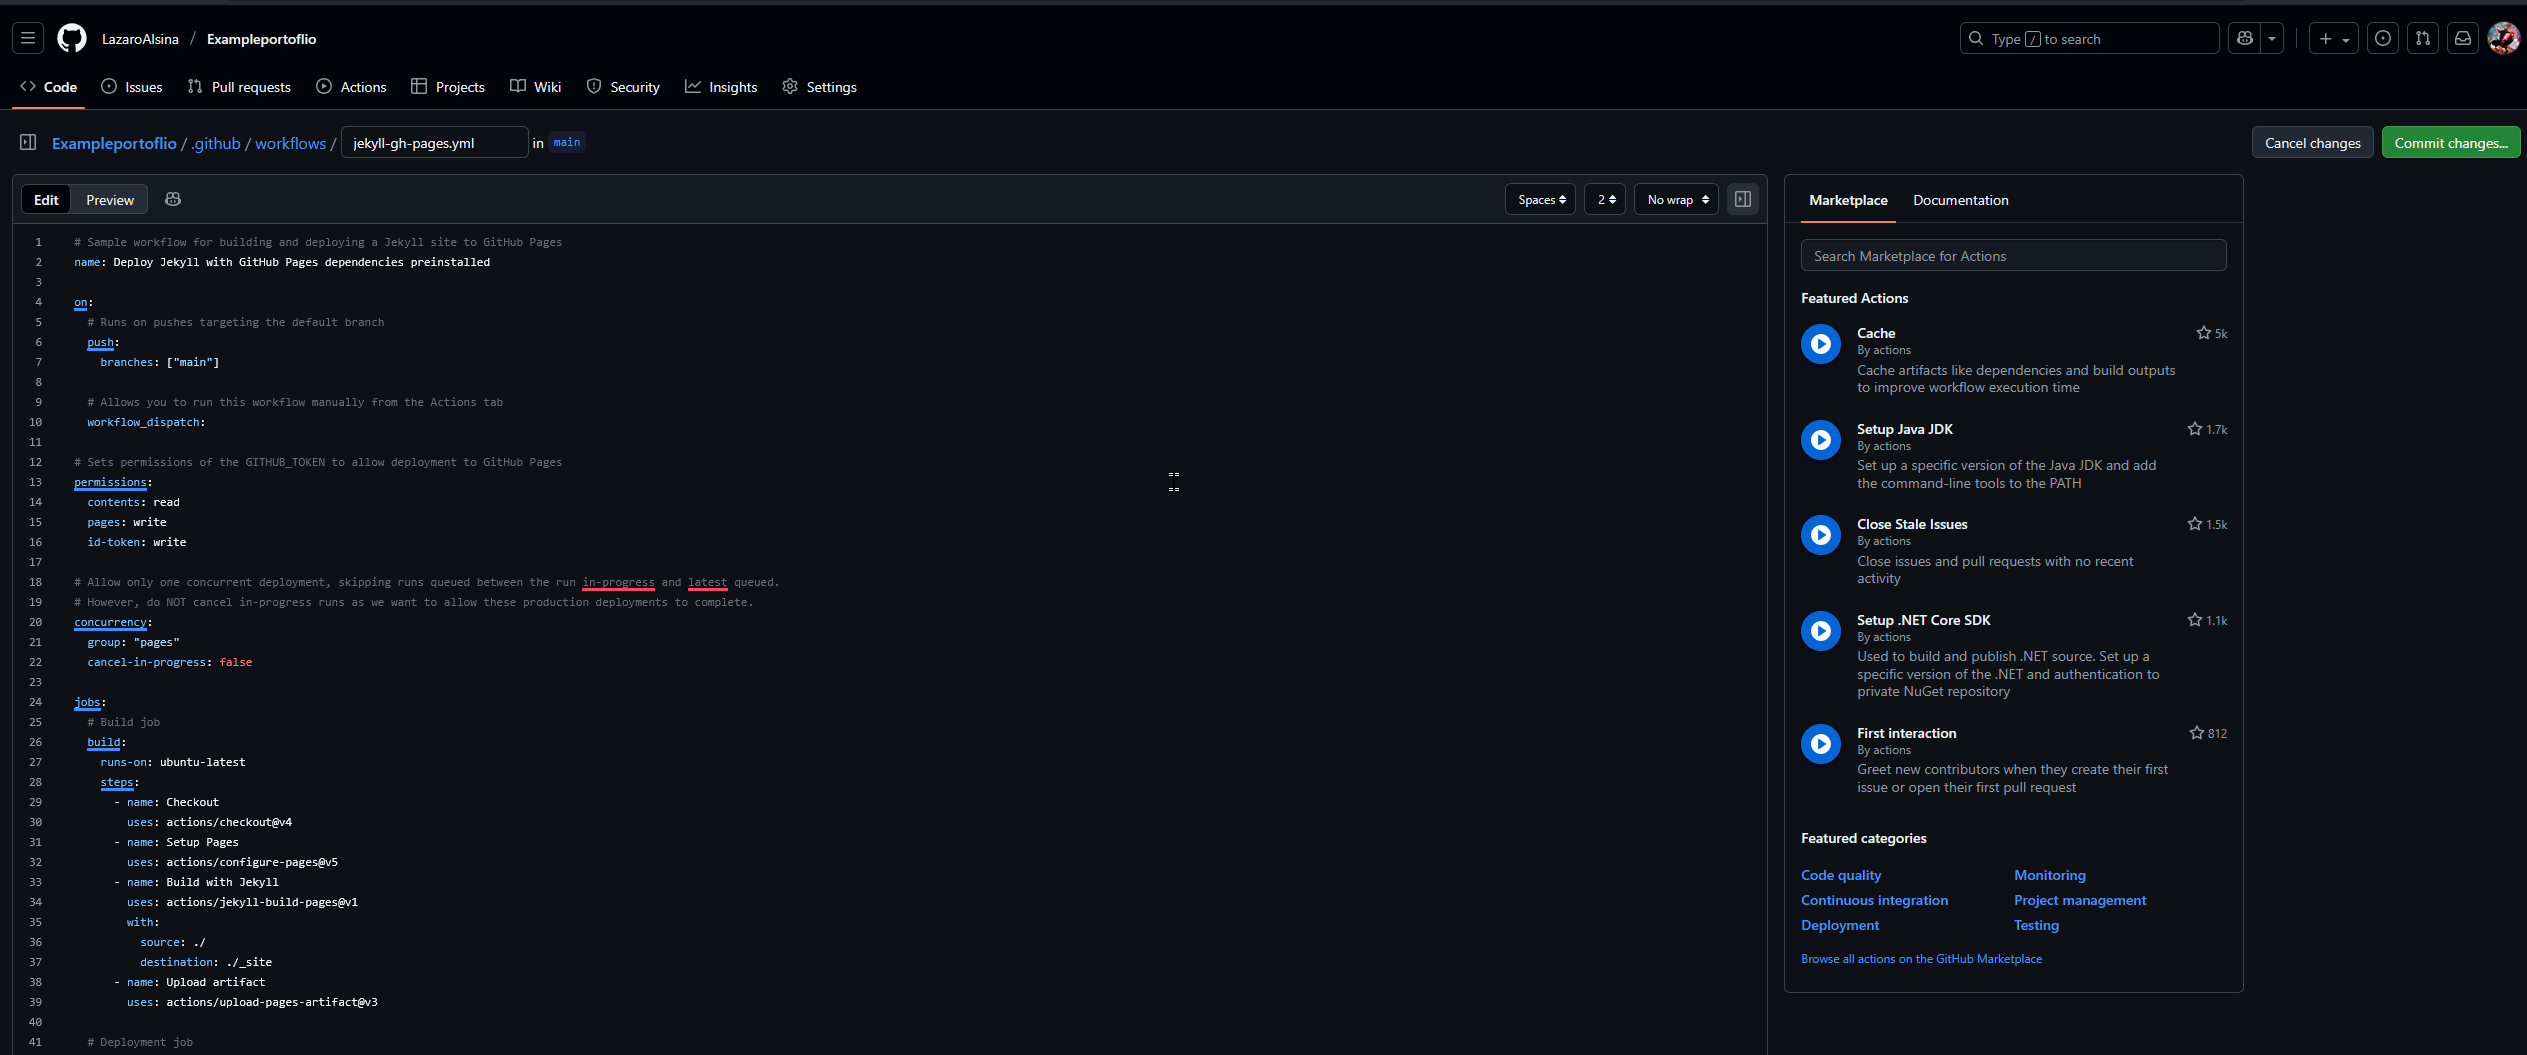 LazaroAlsina / Exampleportoflio
Type / to search
Code
Issues
Pull requests
Actions
Projects
Wiki
Security
Insights
Settings
Exampleportoflio / .github / workflows / jekyll-gh-pages.yml in main
Cancel changes
Commit changes...
Edit
Preview
Spaces
2
No wrap
1 # Sample workflow for building and deploying a Jekyll site to GitHub Pages
2 name: Deploy Jekyll with GitHub Pages dependencies preinstalled
3
4 on:
5 # Runs on pushes targeting the default branch
6 push:
7 branches: ["main"]
8
9 # Allows you to run this workflow manually from the Actions tab
10 workflow_dispatch:
11
12 # Sets permissions of the GITHUB_TOKEN to allow deployment to GitHub Pages
13 permissions:
14 contents: read
15 pages: write
16 id-token: write
17
18 # Allow only one concurrent deployment, skipping runs queued between the run in-progress and latest queued.
19 # However, do NOT cancel in-progress runs as we want to allow these production deployments to complete.
20 concurrency:
21 group: "pages"
22 cancel-in-progress: false
23
24 jobs:
25 # Build job
26 build:
27 runs-on: ubuntu-latest
28 steps:
29 - name: Checkout
30 uses: actions/checkout@v4
31 - name: Setup Pages
32 uses: actions/configure-pages@v5
33 - name: Build with Jekyll
34 uses: actions/jekyll-build-pages@v1
35 with:
36 source: ./
37 destination: ./_site
38 - name: Upload artifact
39 uses: actions/upload-pages-artifact@v3
40
41 # Deployment job
Marketplace
Documentation
Search Marketplace for Actions
Featured Actions
Cache
5k
By actions
Cache artifacts like dependencies and build outputs
to improve workflow execution time
Setup Java JDK
1.7k
By actions
Set up a specific version of the Java JDK and add
the command-line tools to the PATH
Close Stale Issues
1.5k
By actions
Close issues and pull requests with no recent
activity
Setup .NET Core SDK
1.1k
By actions
Used to build and publish .NET source. Set up a
specific version of the .NET and authentication to
private NuGet repository
First interaction
812
By actions
Greet new contributors when they create their first
issue or open their first pull request
Featured categories
Code quality
Monitoring
Continuous integration
Project management
Deployment
Testing
Browse all actions on the GitHub Marketplace